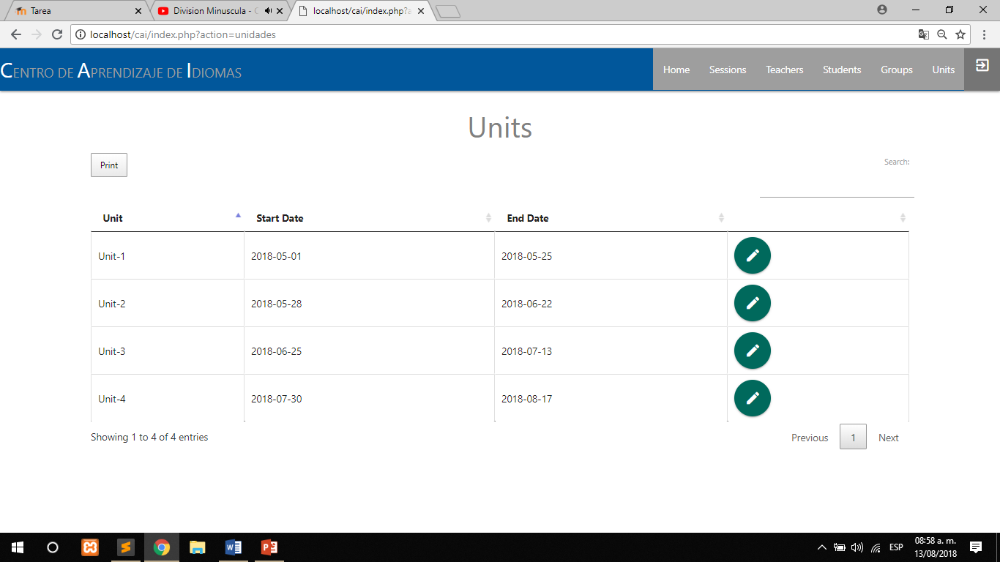 Tarea
Division Minuscula -
localhost/cai/index.php?
localhost/cai/index.php?action=unidades
CENTRO DE APRENDIZAJE DE IDIOMAS
Home Sessions Teachers Students Groups Units
Units
Print
Search:
Unit Start Date End Date
Unit-1 2018-05-01 2018-05-25
Unit-2 2018-05-28 2018-06-22
Unit-3 2018-06-25 2018-07-13
Unit-4 2018-07-30 2018-08-17
Showing 1 to 4 of 4 entries
Previous 1 Next
ESP
08:58 a. m.
13/08/2018